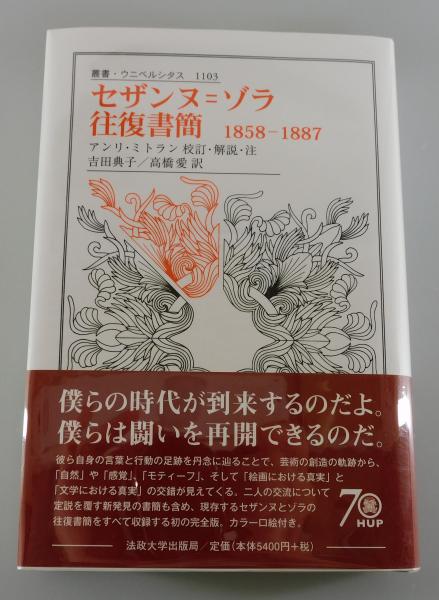 叢書・ウニベルシタス 1103
セザンヌ=ゾラ
往復書簡 1858-1887
アンリ・ミトラン 校訂・解説・注
吉田典子／高橋愛 訳
僕らの時代が到来するのだよ。
僕らは闘いを再開できるのだ。
彼ら自身の言葉と行動の足跡を丹念に辿ることで、芸術の創造の軌跡から、
「自然」や「感覚」、「モティーフ」、そして「絵画における真実」と
「文学における真実」の交錯が見えてくる。二人の交流について
定説を覆す新発見の書簡も含め、現存するセザンヌとゾラの
往復書簡をすべて収録する初の完全版。カラー口絵付き。
70
HUP
法政大学出版局／定価（本体5400円+税）